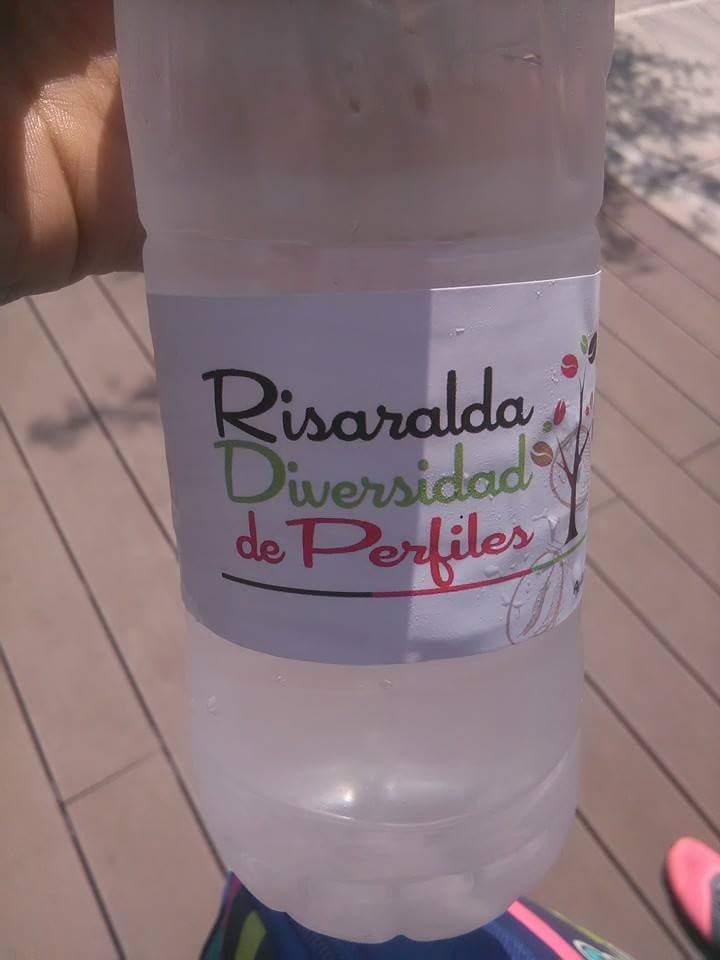 Risaralda
Diversidad
de Perfiles